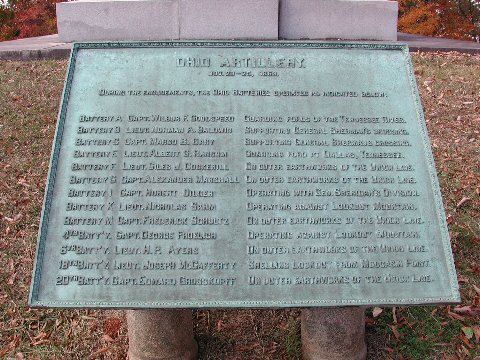 OHIO ARTILLERY
NOV. 23-25, 1863.
DURING THE ENGAGEMENTS, THE OHIO BATTERIES OPERATED AS INDICATED BELOW:
BATTERY A CAPT. WILBUR F. GOODSPEED GUARDING FORDS OF THE TENNESSEE RIVER.
BATTERY B LIEUT. NORMAN A. BALDWIN SUPPORTING GENERAL SHERMAN'S CROSSING.
BATTERY C CAPT. MARCO B. GARY SUPPORTING GENERAL SHERMAN'S CROSSING.
BATTERY E LIEUT. ALBERT G. RANSOM GUARDING FORD AT DALLAS, TENNESSEE.
BATTERY F LIEUT. GILES J. COCKERILL ON OUTER EARTHWORKS OF THE UNION LINE.
BATTERY G CAPT. ALEXANDER MARSHALL ON OUTER EARTHWORKS OF THE UNION LINE.
BATTERY I CAPT. HUBERT DILGER OPERATING WITH GEN. SHERIDAN'S DIVISION.
BATTERY K LIEUT. NICHOLAS SAHM OPERATING AGAINST LOOKOUT MOUNTAIN.
BATTERY M CAPT. FREDERICK SCHULTZ ON OUTER EARTHWORKS OF THE UNION LINE.
4TH BATT'Y. CAPT. GEORGE FROELICH OPERATING AGAINST LOOKOUT MOUNTAIN.
6TH BATT'Y. LIEUT. H.P. AYERS ON OUTER EARTHWORKS OF THE UNION LINE.
18TH BATT'Y. LIEUT. JOSEPH McCAFFERTY SHELLING LOOKOUT FROM MOCCASIN POINT.
20TH BATT'Y. CAPT. EDWARD GROSSKOPFF ON OUTER EARTHWORKS OF THE UNION LINE.